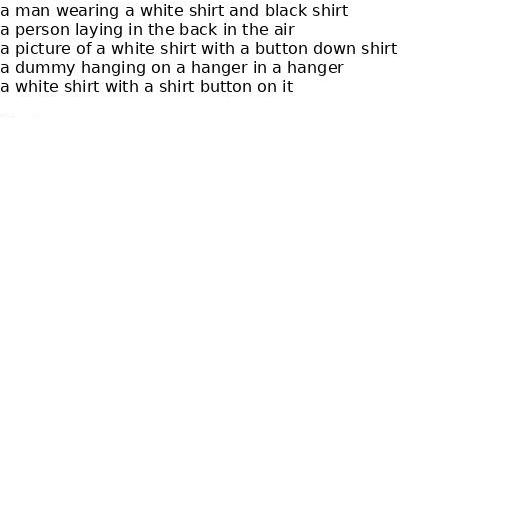 a man wearing a white shirt and black shirt
a person laying in the back in the air
a picture of a white shirt with a button down shirt
a dummy hanging on a hanger in a hanger
a white shirt with a shirt button on it